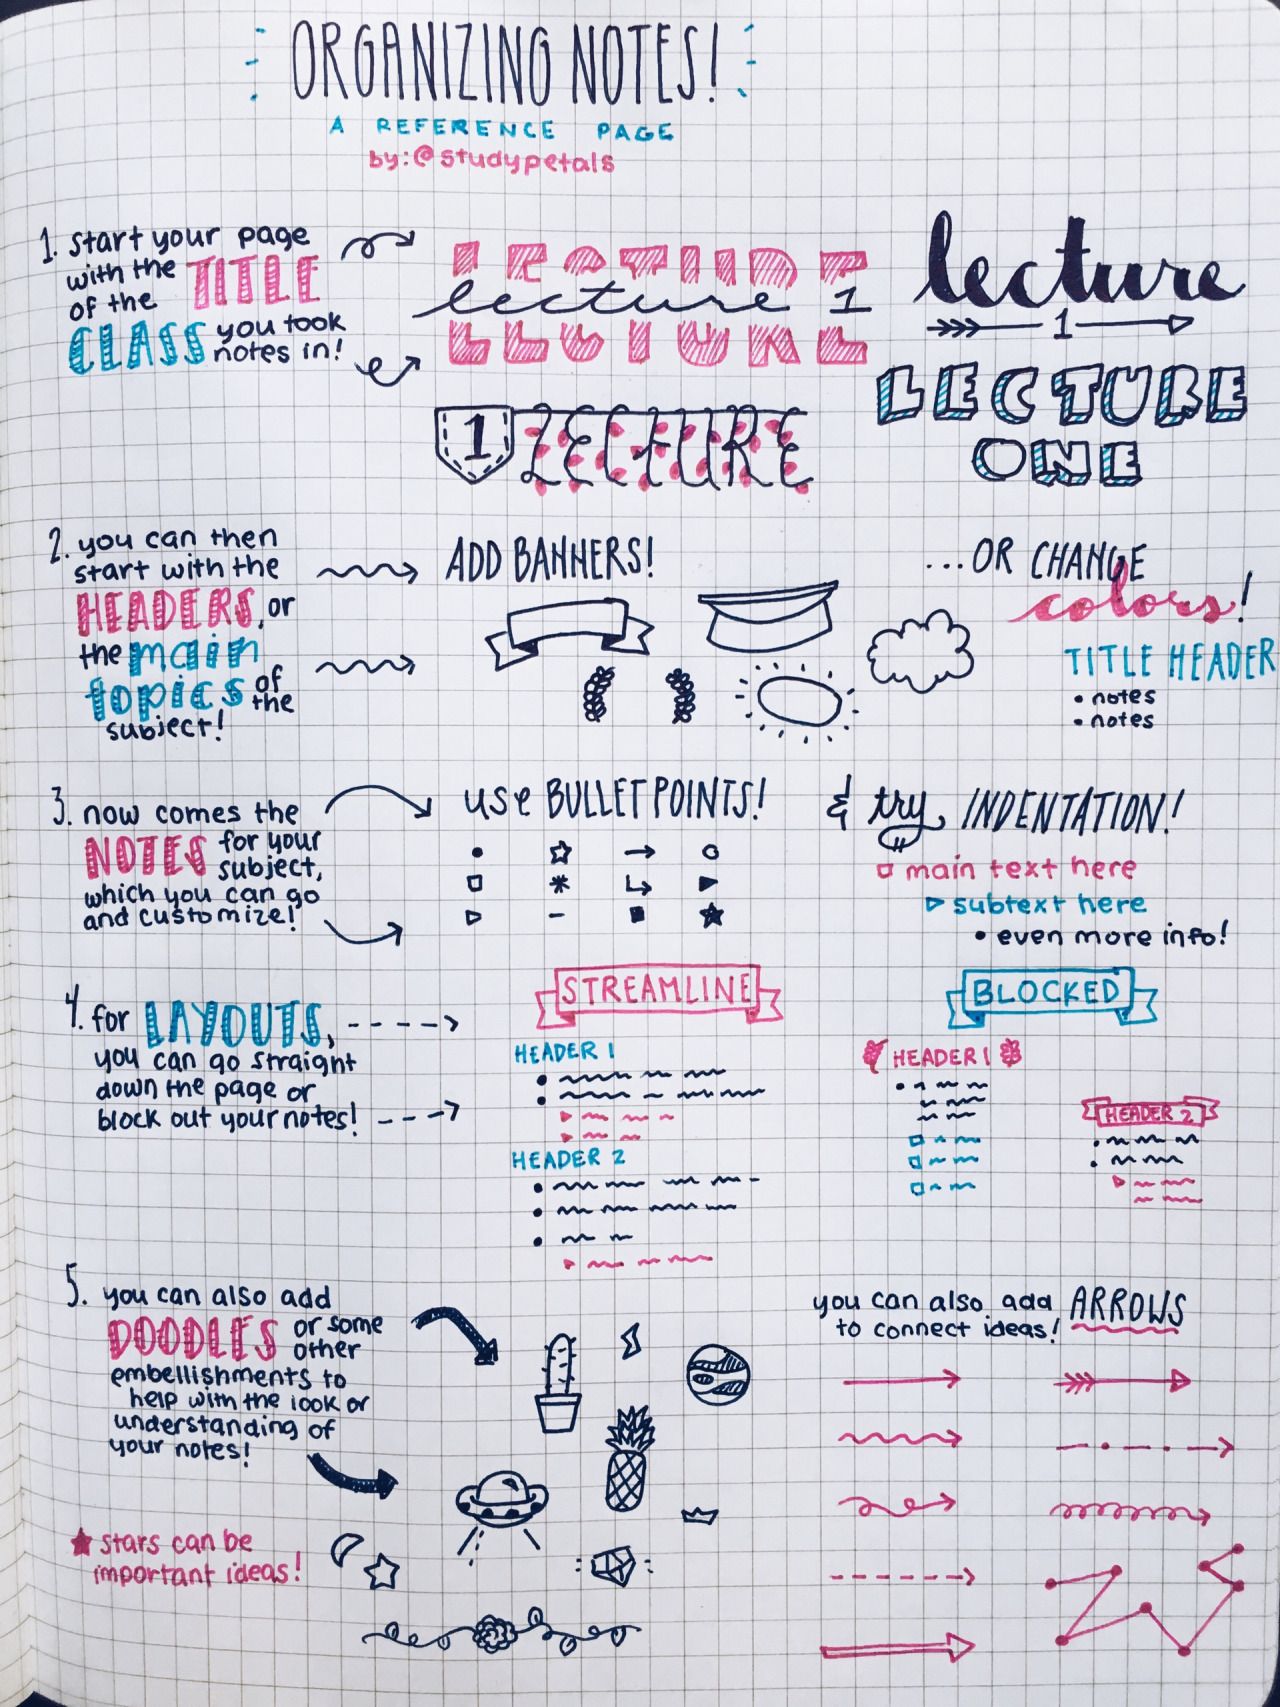 ORGANIZING NOTES!
A REFERENCE PAGE
by:@studypetals
1. start your page
with the TITLE
of the
CLASS you took
notes in!
LECTURE
lecture 1
LECTURE
lecture
1
1 LECTURE
LECTURE
ONE
2. you can then
start with the
HEADERS, or
the main
topics of
the
subject!
ADD BANNERS!
...OR CHANGE
colors!
TITLE HEADER
• notes
• notes
3. now comes the
NOTES for your
subject,
which you can go
and customize!
use BULLET POINTS!
& try INDENTATION!
main text here
subtext here
• even more info!
4. for LAYOUTS,
you can go straight
down the page or
block out your notes!
STREAMLINE
HEADER 1
HEADER 2
BLOCKED
HEADER 1
HEADER 2
5. you can also add
DOODLES or some
other
embellishments to
help with the look or
understanding of
your notes!
★ stars can be
important ideas!
you can also add ARROWS
to connect ideas!